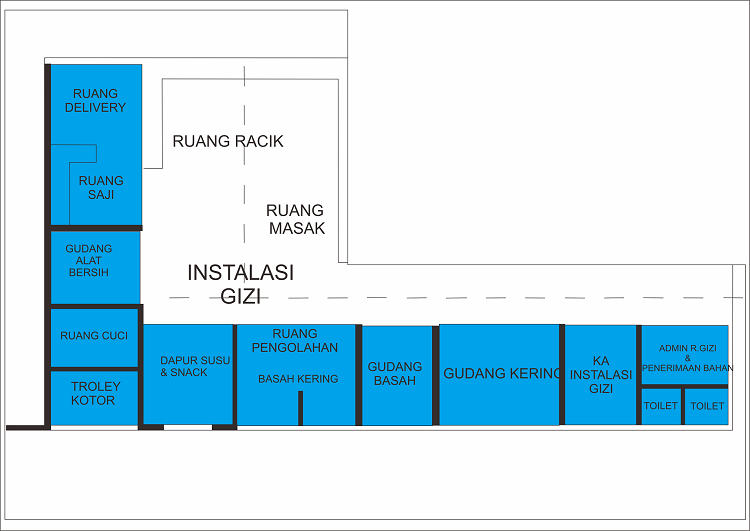 RUANG
DELIVERY
RUANG RACIK
RUANG
SAJI
RUANG
MASAK
GUDANG
ALAT
BERSIH
INSTALASI
GIZI
RUANG CUCI
TROLEY
KOTOR
DAPUR SUSU
& SNACK
RUANG
PENGOLAHAN
BASAH KERING
GUDANG
BASAH
GUDANG KERING
KA
INSTALASI
GIZI
ADMIN R.GIZI
&
PENERIMAAN BAHAN
TOILET
TOILET